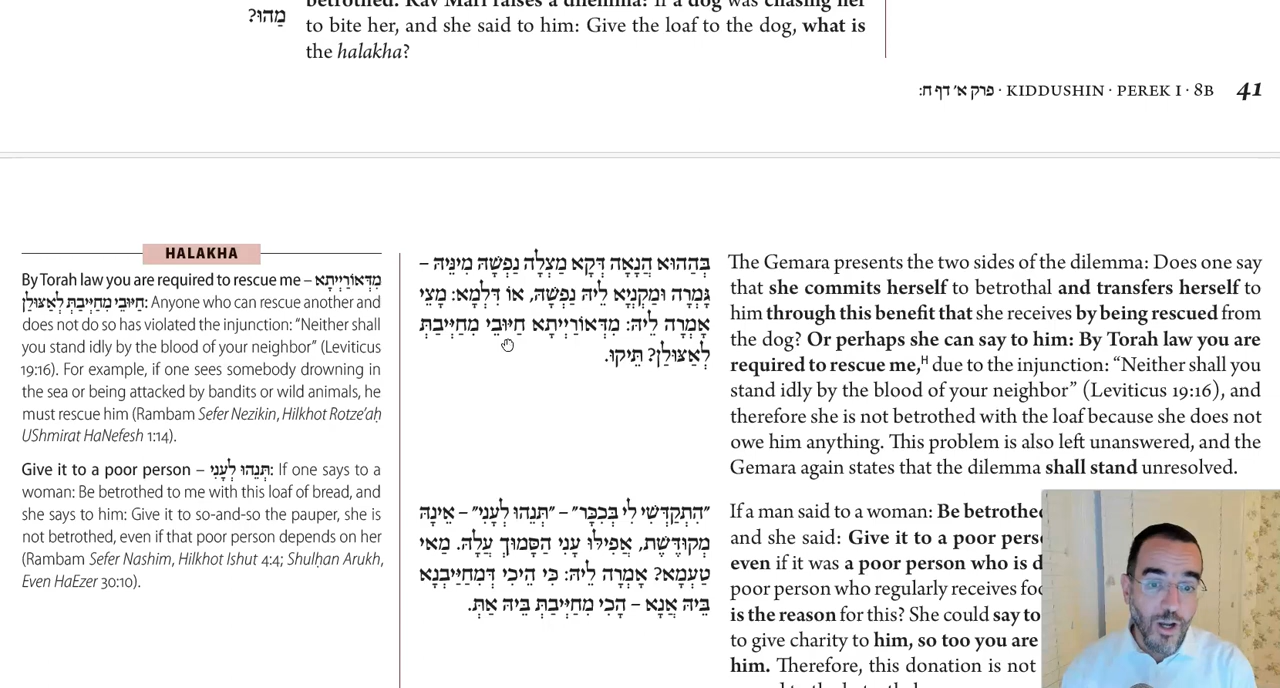 betrothed. Rav Mari raises a dilemma: If a dog was chasing her
מַהוּ?
to bite her, and she said to him: Give the loaf to the dog, what is
the halakha?
פרק א׳ דף ח: · KIDDUSHIN · PEREK I · 8B 41
HALAKHA
By Torah law you are required to rescue me – מִדְּאוֹרַיְיתָא
חַיּוּבֵי מִחַיְּיבַתְּ לְאַצּוּלַן: Anyone who can rescue another and
does not do so has violated the injunction: “Neither shall
you stand idly by the blood of your neighbor” (Leviticus
19:16). For example, if one sees somebody drowning in
the sea or being attacked by bandits or wild animals, he
must rescue him (Rambam Sefer Nezikin, Hilkhot Rotze’aḥ
UShmirat HaNefesh 1:14).
Give it to a poor person – תְּנֵהוּ לְעָנִי: If one says to a
woman: Be betrothed to me with this loaf of bread, and
she says to him: Give it to so-and-so the pauper, she is
not betrothed, even if that poor person depends on her
(Rambam Sefer Nashim, Hilkhot Ishut 4:4; Shulḥan Arukh,
Even HaEzer 30:10).
בְּהַהוּא הֲנָאָה דְּקָא מַצְלָה נַפְשָׁהּ מִינֵּיהּ –
גָּמְרָה וּמַקְנְיָא לֵיהּ נַפְשָׁהּ, אוֹ דִּלְמָא: מָצֵי
אָמְרָה לֵיהּ: מִדְּאוֹרַיְיתָא חַיּוּבֵי מִחַיְּיבַתְּ
לְאַצּוּלַן? תֵּיקוּ.
״הִתְקַדְּשִׁי לִי בְּכִכָּר״ – ״תְּנֵהוּ לְעָנִי״ – אֵינָהּ
מְקוּדֶּשֶׁת, אֲפִילּוּ עָנִי הַסָּמוּךְ עָלֶהָ. מַאי
טַעְמָא? אָמְרָה לֵיהּ: כִּי הֵיכִי דְּמִחַיַּיבְנָא
בֵּיהּ אֲנָא – הָכִי מִחַיְּיבַתְּ בֵּיהּ אַתְּ.
The Gemara presents the two sides of the dilemma: Does one say
that she commits herself to betrothal and transfers herself to
him through this benefit that she receives by being rescued from
the dog? Or perhaps she can say to him: By Torah law you are
required to rescue me,H due to the injunction: “Neither shall you
stand idly by the blood of your neighbor” (Leviticus 19:16), and
therefore she is not betrothed with the loaf because she does not
owe him anything. This problem is also left unanswered, and the
Gemara again states that the dilemma shall stand unresolved.
If a man said to a woman: Be betrothe
and she said: Give it to a poor pers
even if it was a poor person who is d
poor person who regularly receives fo
is the reason for this? She could say to
to give charity to him, so too you are
him. Therefore, this donation is not